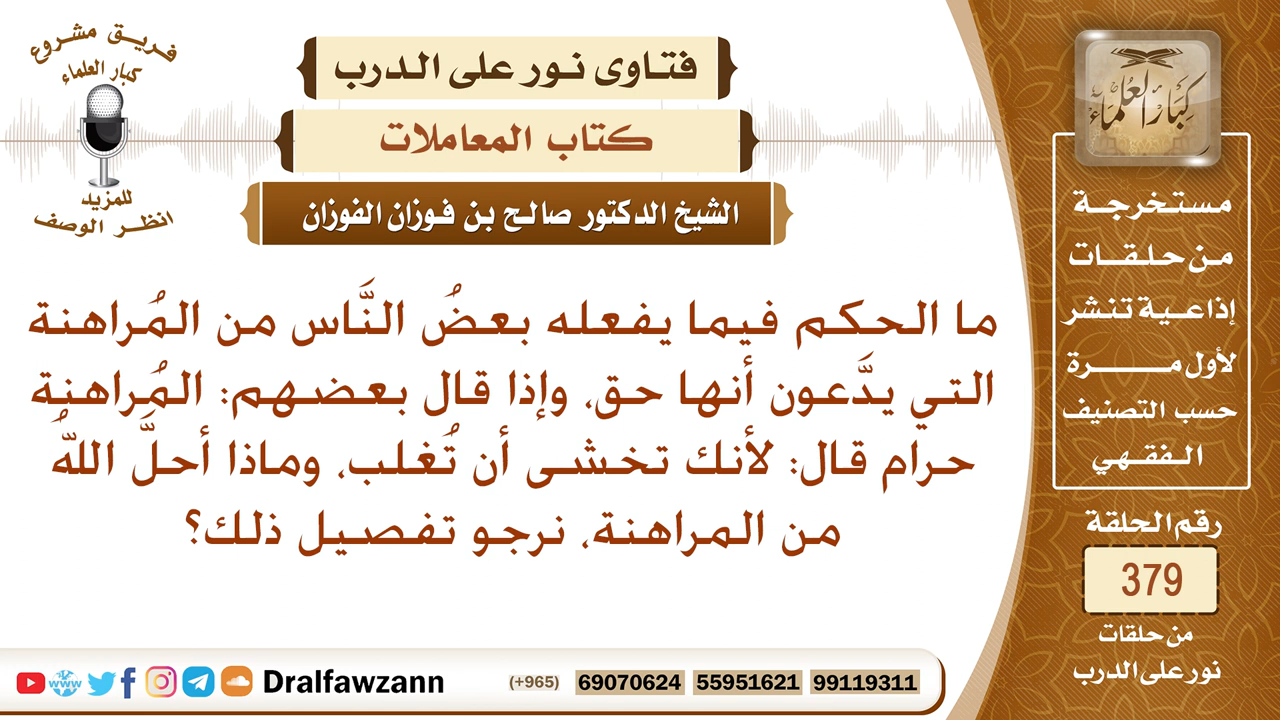 فريق مشروع
كبار العلماء
للمزيد
انظر الوصف
فتاوى نور على الدرب
كتاب المعاملات
الشيخ الدكتور صالح بن فوزان الفوزان
ما الحكم فيما يفعله بعضُ النَّاس من المُراهنة
التي يدَّعون أنها حق، وإذا قال بعضهم: المُراهنة
حرام قال: لأنك تخشى أن تُغلب، وماذا أحلَّ اللهُ
من المراهنة، نرجو تفصيل ذلك؟
كبار العلماء
مستخرجة
من حلقات
إذاعية تنشر
لأول مرة
حسب التصنيف
الفقهي
رقم الحلقة
379
من حلقات
نور على الدرب
www Dralfawzann (+965) 69070624 55951621 99119311